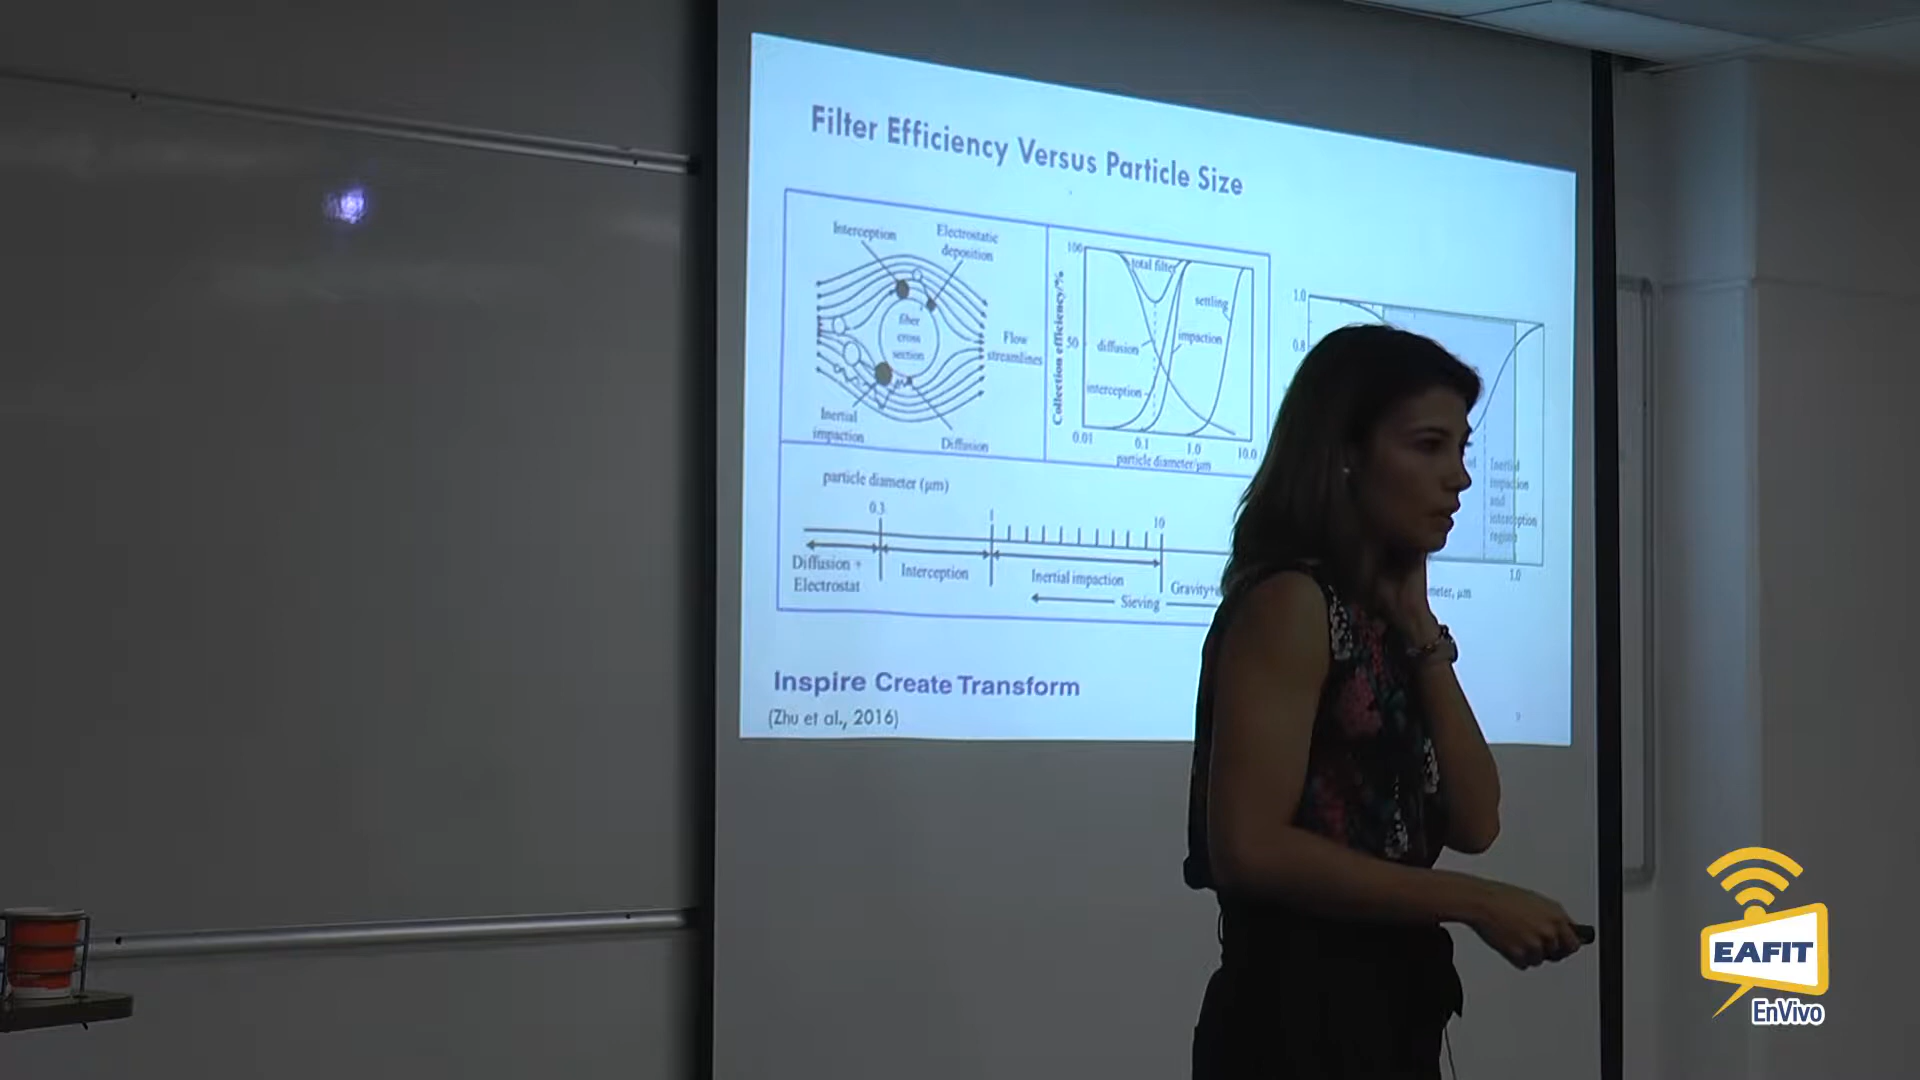 Filter Efficiency Versus Particle Size
Interception
Electrostatic
deposition
fiber
cross
section
Flow
streamlines
Inertial
impaction
Diffusion
Collection efficiency/%
100
50
total filter
settling
diffusion
impaction
interception
0.01
0.1
1.0
10.0
particle diameter/μm
1.0
0.8
Inertial
impaction
and
interception
regime
1.0
μm
particle diameter (μm)
0.3
1
10
Diffusion +
Electrostat
Interception
Inertial impaction
Sieving
Inspire Create Transform
(Zhu et al., 2016)
9
EAFIT
EnVivo